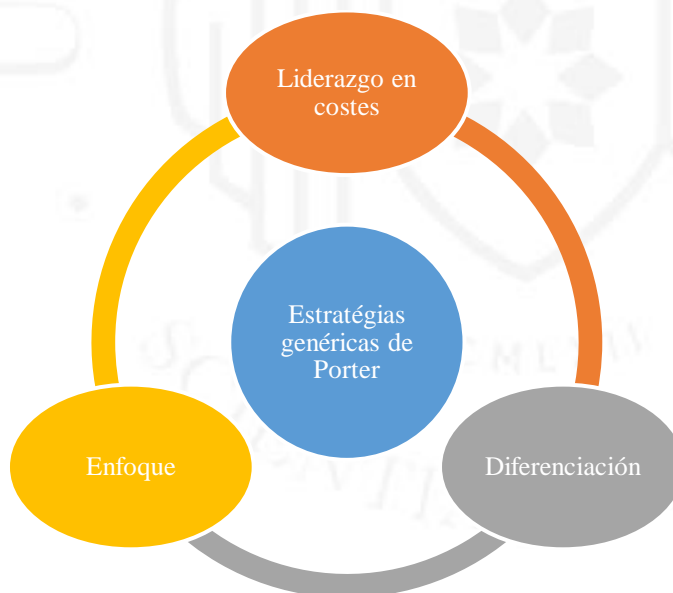 Liderazgo en
costes
Estratégias
genéricas de
Porter
Enfoque
Diferenciación